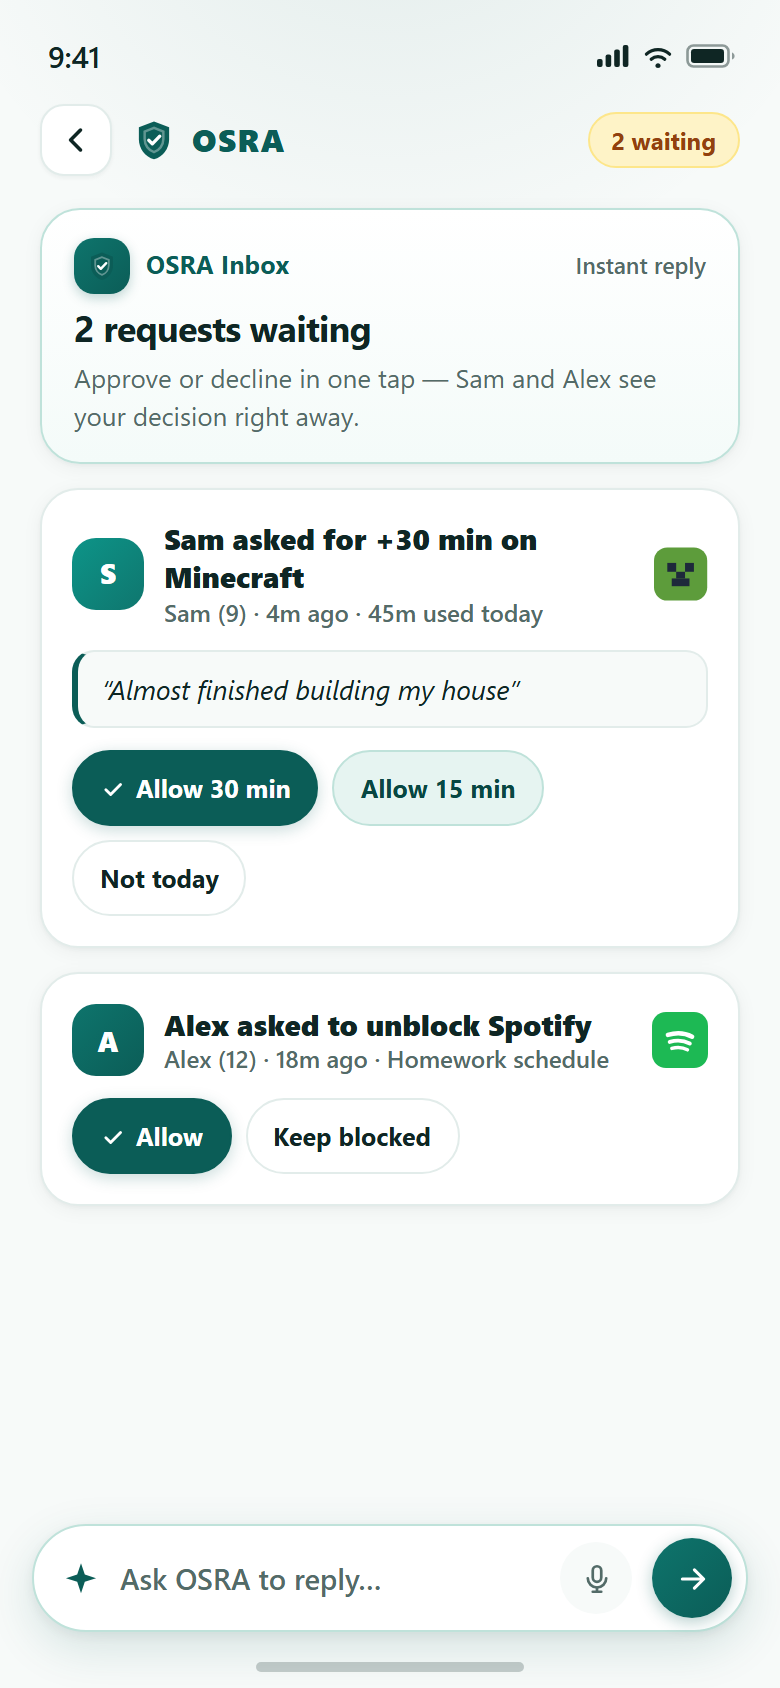 9:41
OSRA
2 waiting
OSRA Inbox
Instant reply
2 requests waiting
Approve or decline in one tap — Sam and Alex see
your decision right away.
S
Sam asked for +30 min on
Minecraft
Sam (9) · 4m ago · 45m used today
“Almost finished building my house”
Allow 30 min
Allow 15 min
Not today
A
Alex asked to unblock Spotify
Alex (12) · 18m ago · Homework schedule
Allow
Keep blocked
Ask OSRA to reply...